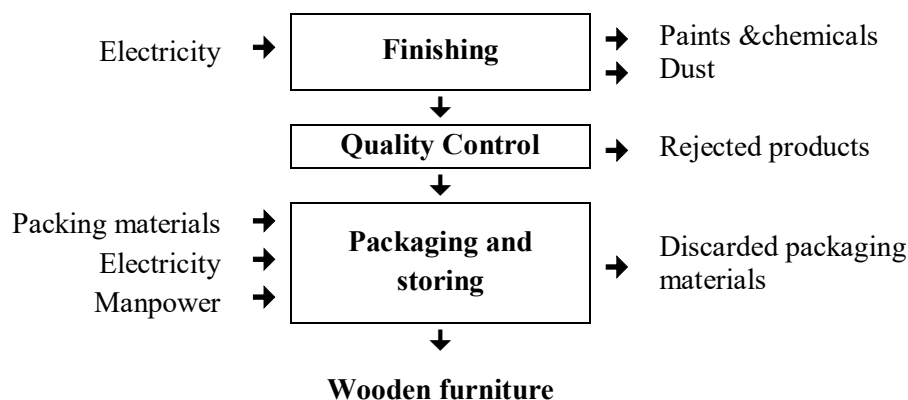 Electricity
Finishing
Paints &chemicals
Dust
Quality Control
Rejected products
Packing materials
Electricity
Manpower
Packaging and
storing
Discarded packaging
materials
Wooden furniture